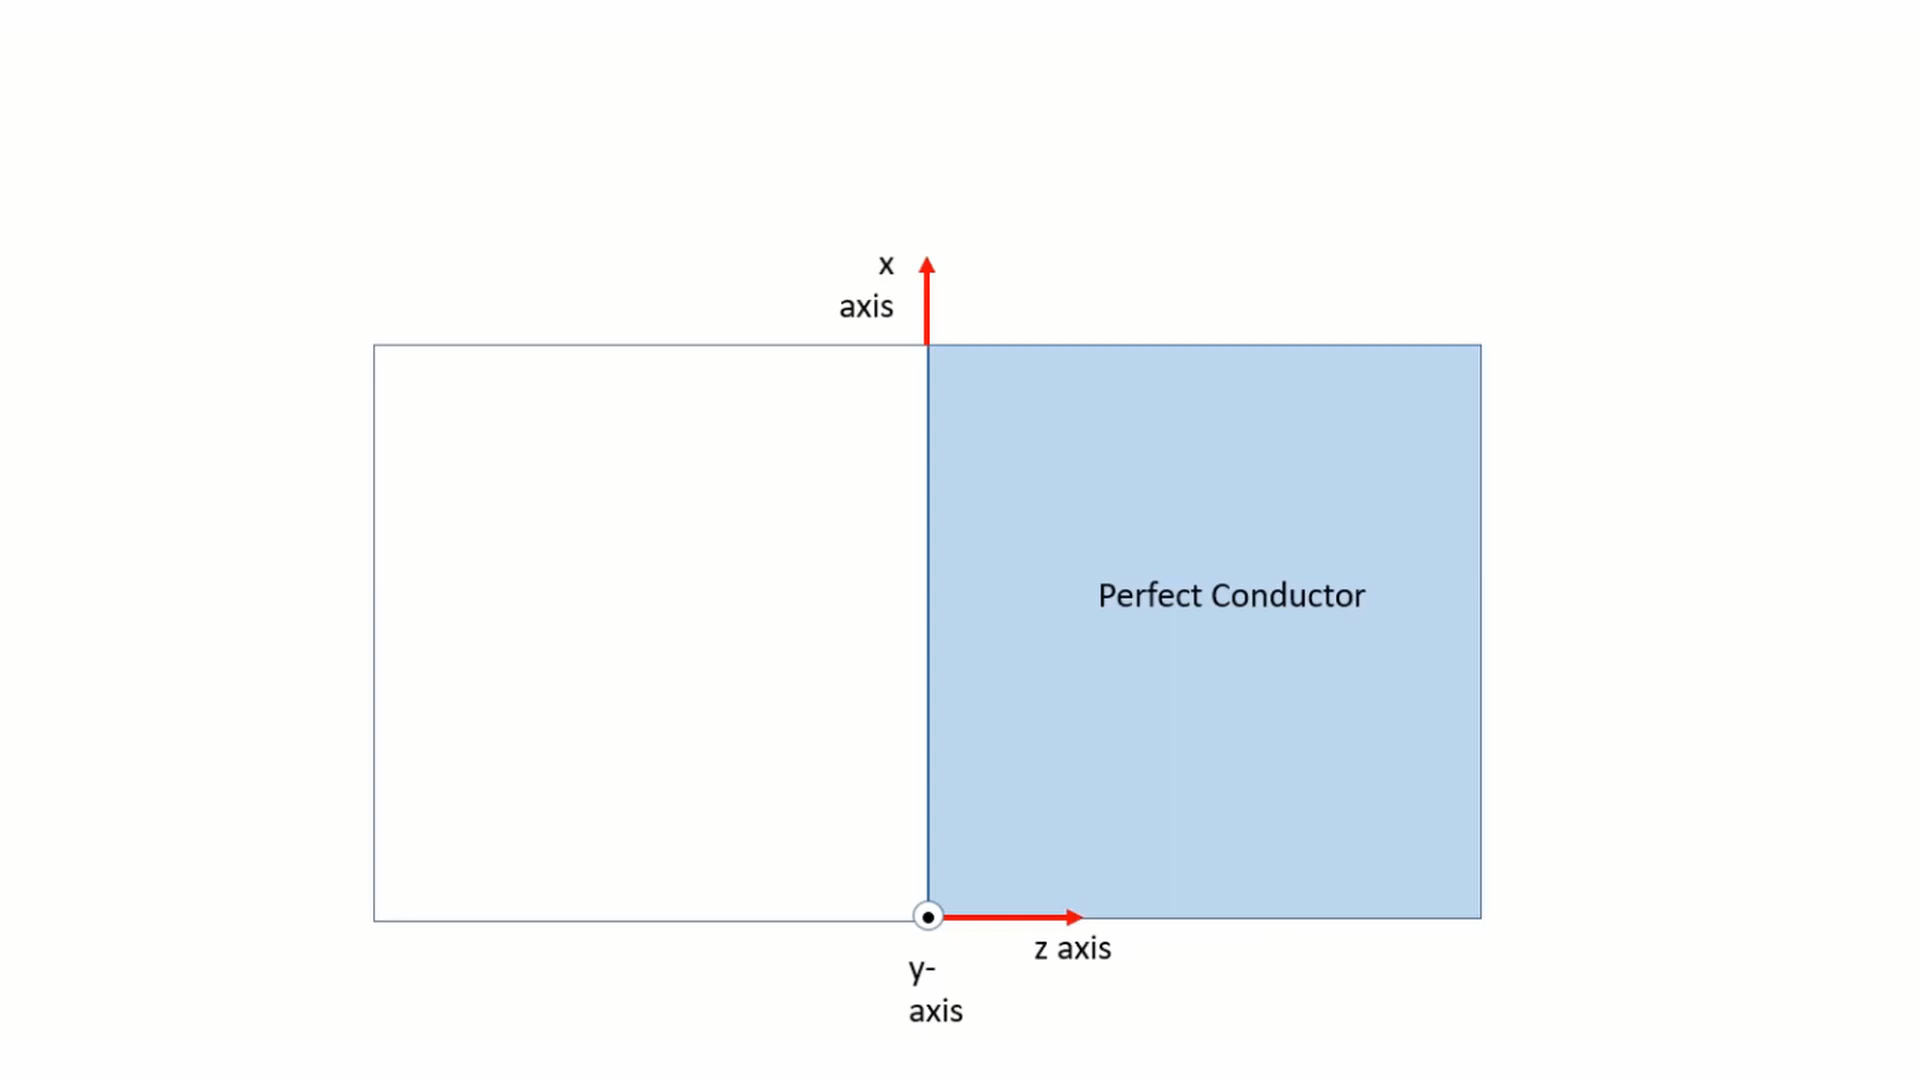 x
axis
Perfect Conductor
z axis
y-
axis